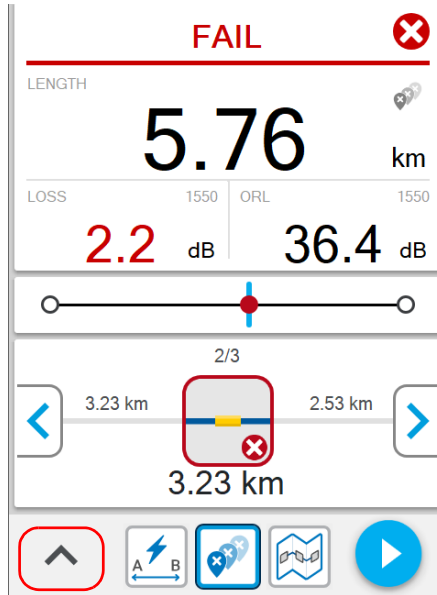 FAIL
LENGTH
5.76 km
LOSS 1550 ORL 1550
2.2 dB 36.4 dB
2/3
3.23 km 2.53 km
3.23 km
A B